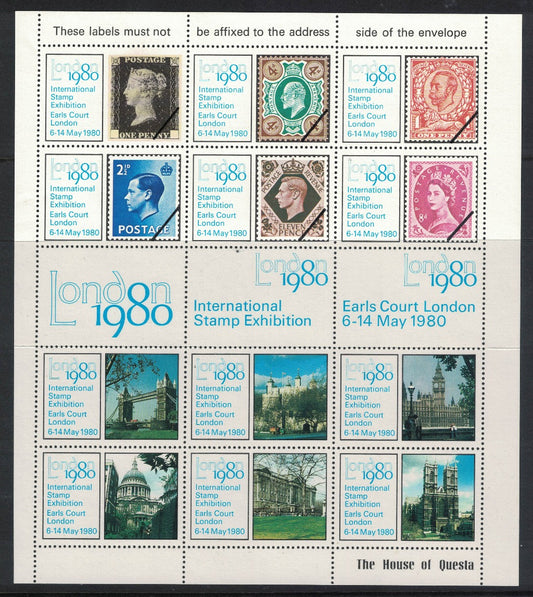 These labels must not be affixed to the address side of the envelope
London 1980
International
Stamp
Exhibition
Earls Court
London
6-14 May 1980
POSTAGE
ONE PENNY
London 1980
International
Stamp
Exhibition
Earls Court
London
6-14 May 1980
4
4
London 1980
International
Stamp
Exhibition
Earls Court
London
6-14 May 1980
1
ONE PENNY
London 1980
International
Stamp
Exhibition
Earls Court
London
6-14 May 1980
2½D
POSTAGE
London 1980
International
Stamp
Exhibition
Earls Court
London
6-14 May 1980
POSTAGE REVENUE
ELEVEN
PENCE
London 1980
International
Stamp
Exhibition
Earls Court
London
6-14 May 1980
POSTAGE REVENUE
8d
London
1980
London
1980
International
Stamp Exhibition
London
1980
Earls Court London
6-14 May 1980
London 1980
International
Stamp
Exhibition
Earls Court
London
6-14 May 1980
London 1980
International
Stamp
Exhibition
Earls Court
London
6-14 May 1980
London 1980
International
Stamp
Exhibition
Earls Court
London
6-14 May 1980
London 1980
International
Stamp
Exhibition
Earls Court
London
6-14 May 1980
London 1980
International
Stamp
Exhibition
Earls Court
London
6-14 May 1980
London 1980
International
Stamp
Exhibition
Earls Court
London
6-14 May 1980
The House of Questa